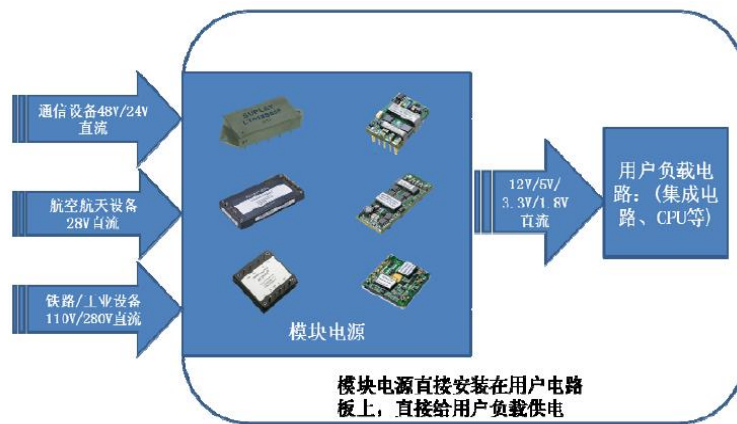 通信设备48V/24V
直流
航空航天设备
28V直流
铁路/工业设备
110V/280V直流
模块电源
12V/5V/
3.3V/1.8V
直流
用户负载电
路:(集成电
路、CPU等)
模块电源直接安装在用户电路
板上,直接给用户负载供电